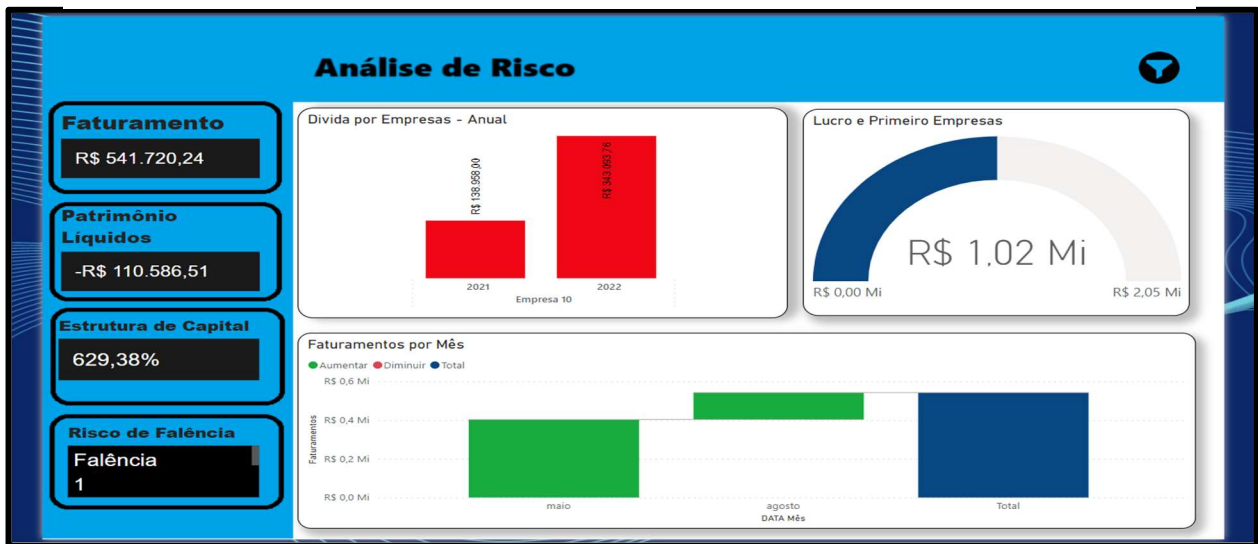 Análise de Risco
Faturamento
R$ 541.720,24
Patrimônio
Líquidos
-R$ 110.586,51
Estrutura de Capital
629,38%
Risco de Falência
Falência
1
Divida por Empresas - Anual
R$ 138.958,00
R$ 343.093,76
2021
2022
Empresa 10
Lucro e Primeiro Empresas
R$ 1,02 Mi
R$ 0,00 Mi
R$ 2,05 Mi
Faturamentos por Mês
Aumentar Diminuir Total
R$ 0,6 Mi
R$ 0,4 Mi
R$ 0,2 Mi
R$ 0,0 Mi
Faturamentos
maio
agosto
Total
DATA Mês